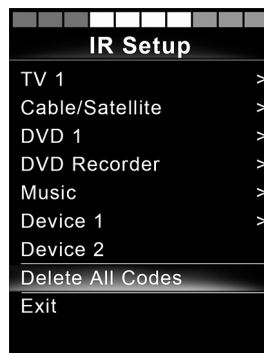 IR Setup
TV 1 >
Cable/Satellite >
DVD 1 >
DVD Recorder >
Music >
Device 1 >
Device 2
Delete All Codes
Exit